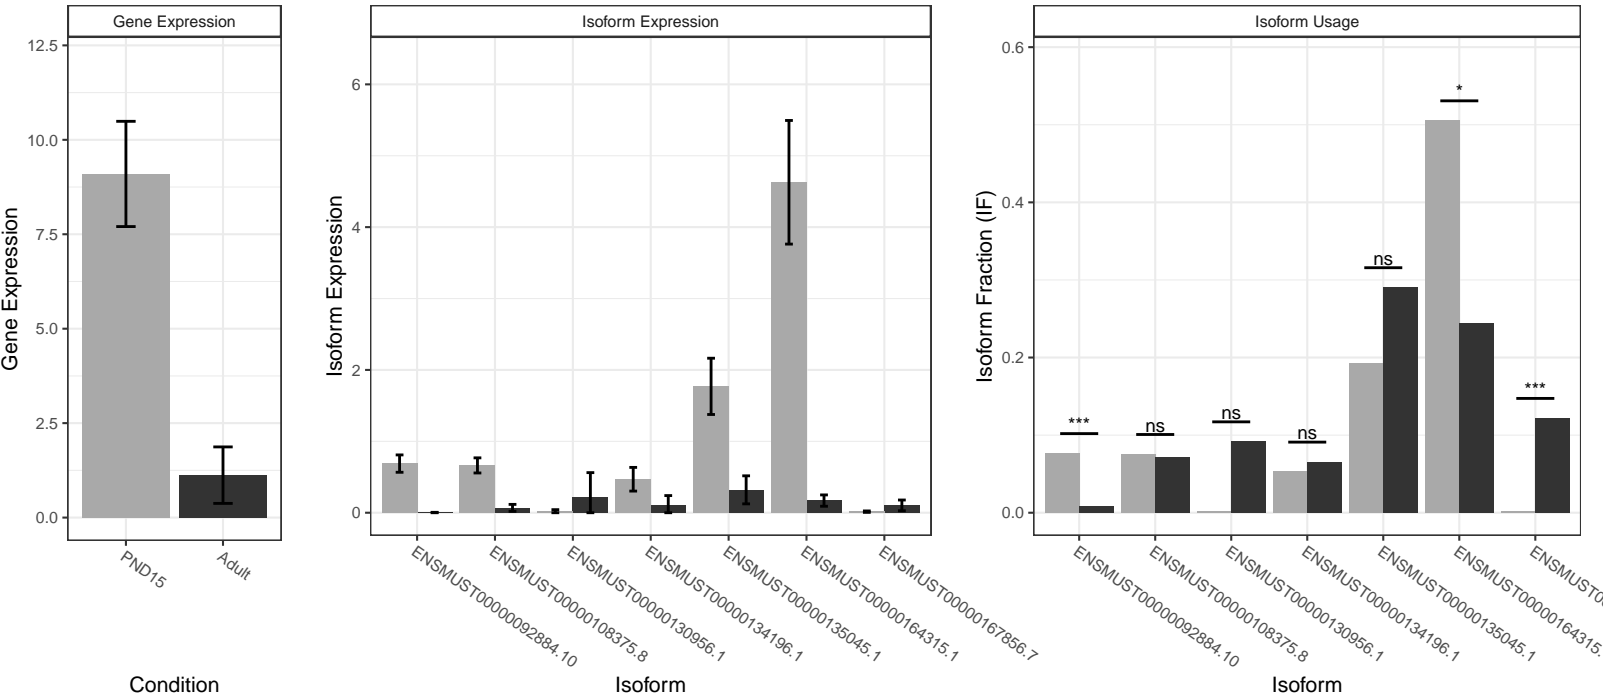 Gene Expression
12.5
10.0
7.5
5.0
2.5
0.0
Gene Expression
PND15
Adult
Condition
Isoform Expression
6
4
2
0
Isoform Expression
ENSMUST00000092884.10
ENSMUST00000108375.8
ENSMUST00000130956.1
ENSMUST00000134196.1
ENSMUST00000135045.1
ENSMUST00000164315.1
ENSMUST00000167856.7
Isoform
Isoform Usage
0.6
0.4
0.2
0.0
Isoform Fraction (IF)
***
ns
ns
ns
ns
*
***
ENSMUST00000092884.10
ENSMUST00000108375.8
ENSMUST00000130956.1
ENSMUST00000134196.1
ENSMUST00000135045.1
ENSMUST00000164315.
ENSMUST0
Isoform